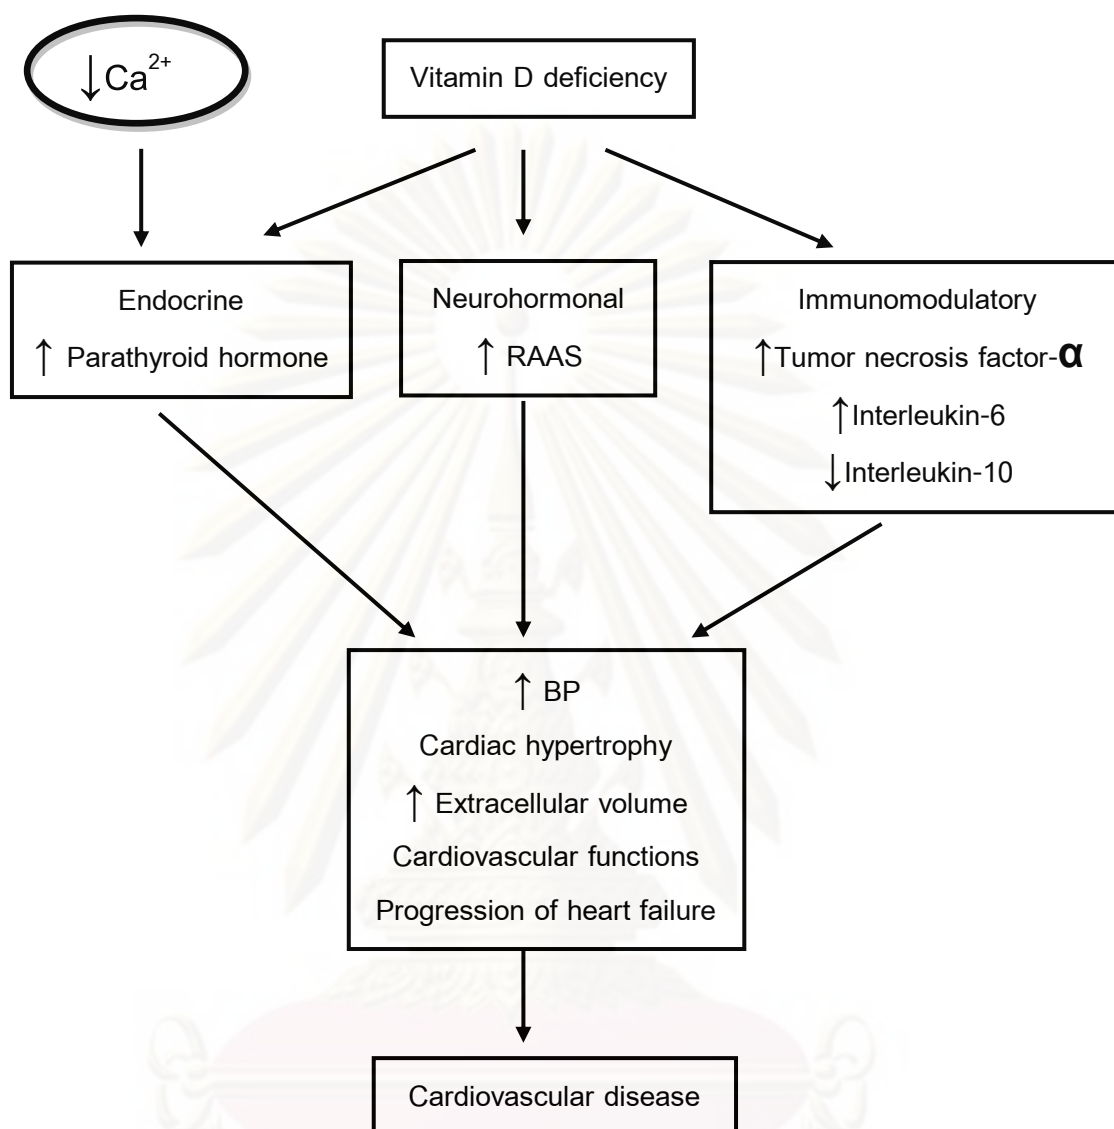 ↓Ca²⁺
Vitamin D deficiency
Endocrine
↑ Parathyroid hormone
Neurohormonal
↑ RAAS
Immunomodulatory
↑Tumor necrosis factor-α
↑Interleukin-6
↓Interleukin-10
↑ BP
Cardiac hypertrophy
↑ Extracellular volume
Cardiovascular functions
Progression of heart failure
Cardiovascular disease